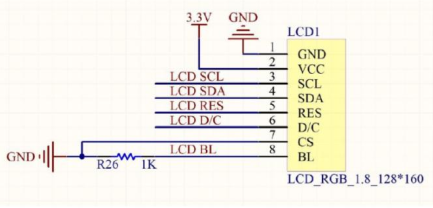 3.3V GND
LCD1
1 GND
2 VCC
LCD SCL 3 SCL
LCD SDA 4 SDA
LCD RES 5 RES
LCD D/C 6 D/C
7 CS
GND LCD BL 8 BL
R26 1K
LCD_RGB_1.8_128*160